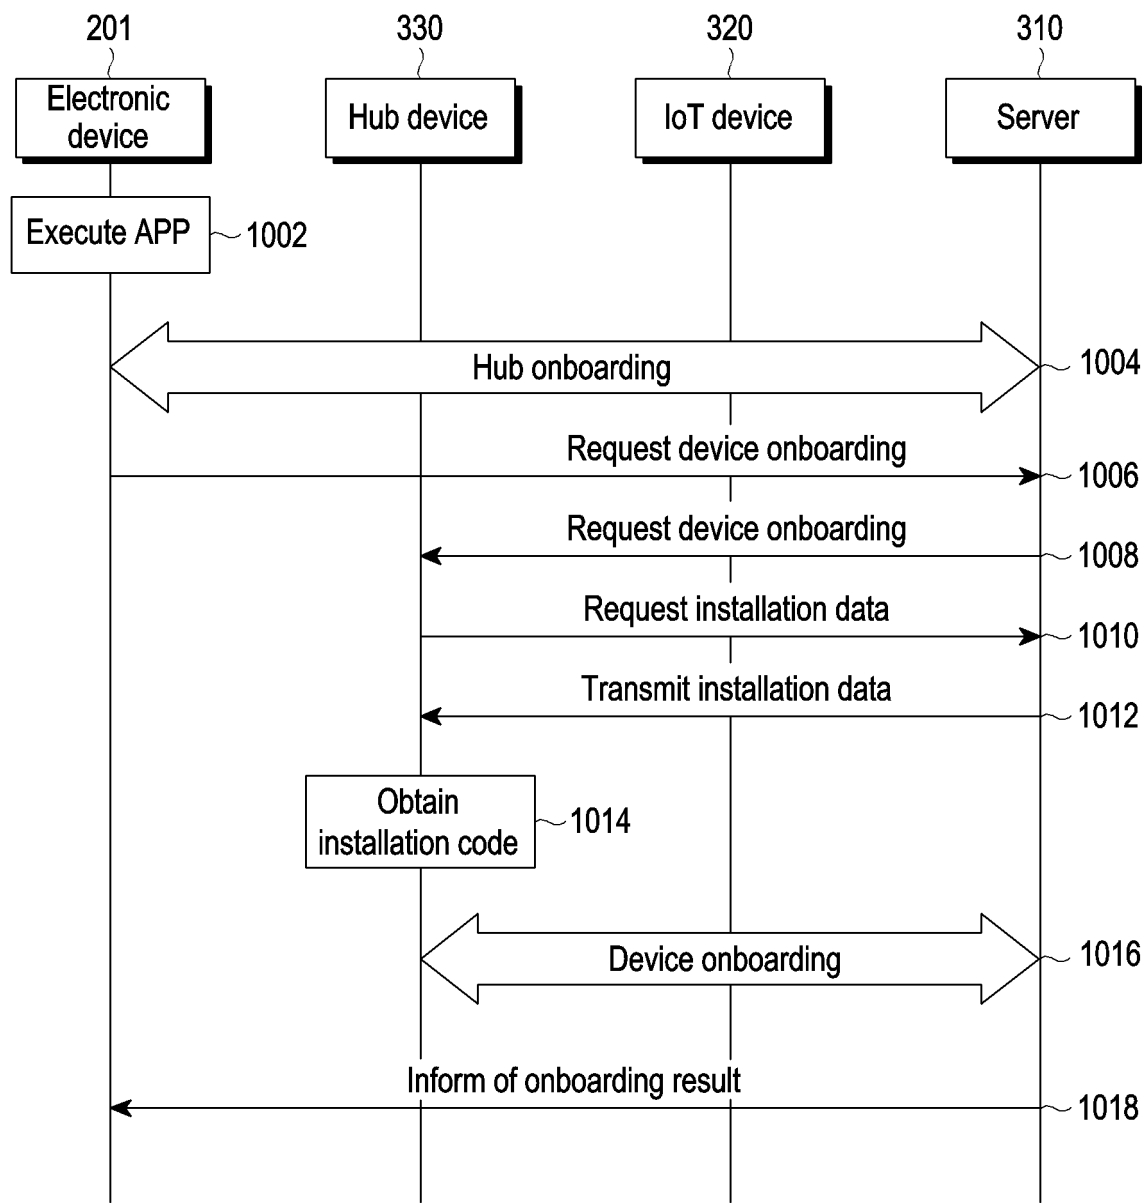 201
330
320
310
Electronic
device
Hub device
IoT device
Server
Execute APP
1002
Hub onboarding
1004
Request device onboarding
1006
Request device onboarding
1008
Request installation data
1010
Transmit installation data
1012
Obtain
installation code
1014
Device onboarding
1016
Inform of onboarding result
1018